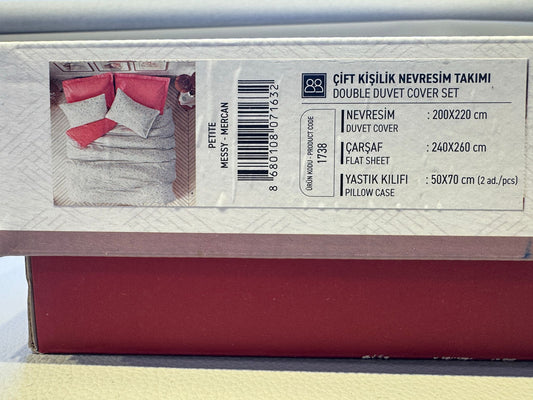 PETITE
MESSY - MERCAN
8 680108 071632
ÜRÜN KODU - PRODUCT CODE
1738
ÇİFT KİŞİLİK NEVRESİM TAKIMI
DOUBLE DUVET COVER SET
NEVRESİM : 200X220 cm
DUVET COVER
ÇARŞAF : 240X260 cm
FLAT SHEET
YASTIK KILIFI : 50X70 cm (2 ad./pcs)
PILLOW CASE